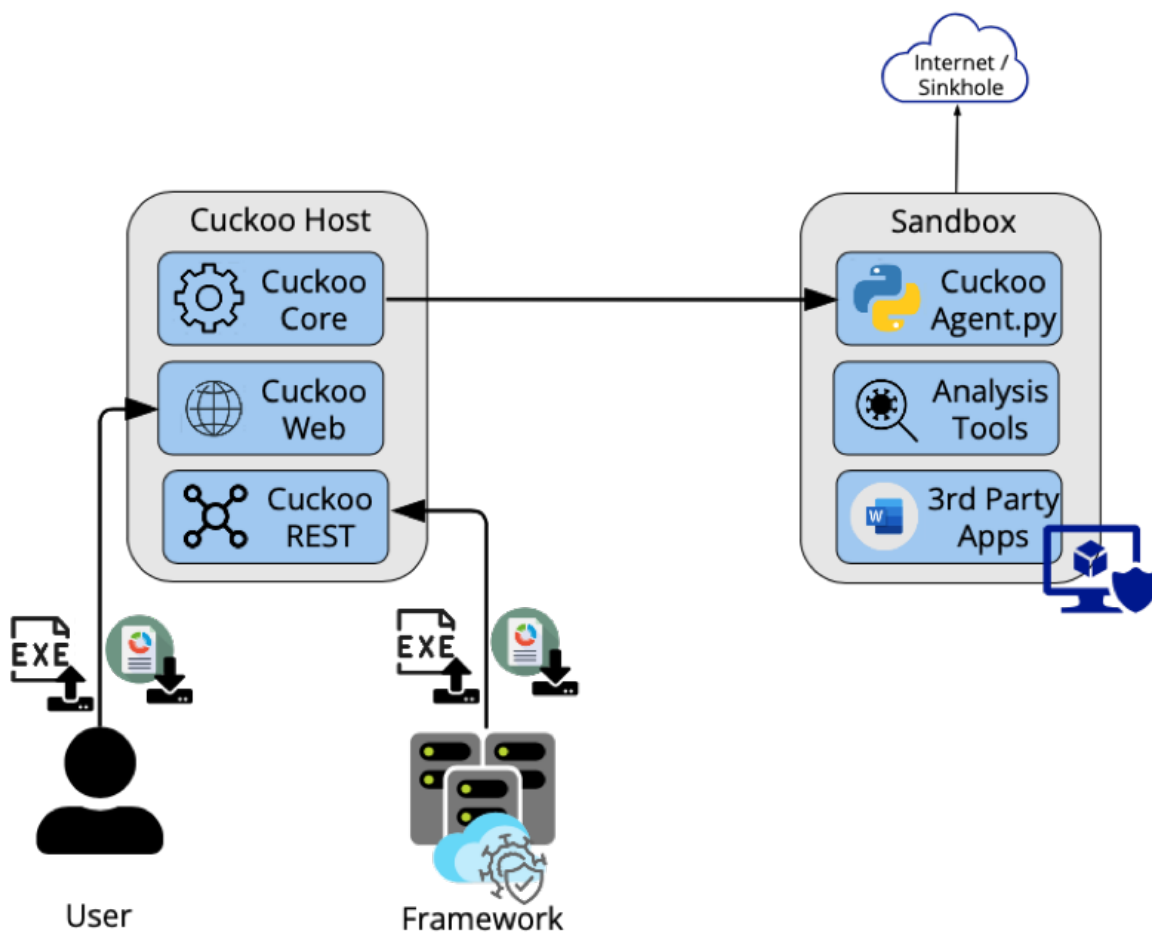 Internet /
Sinkhole
Cuckoo Host
Cuckoo
Core
Cuckoo
Web
Cuckoo
REST
Sandbox
Cuckoo
Agent.py
Analysis
Tools
W
3rd Party
Apps
EXE
EXE
User
Framework